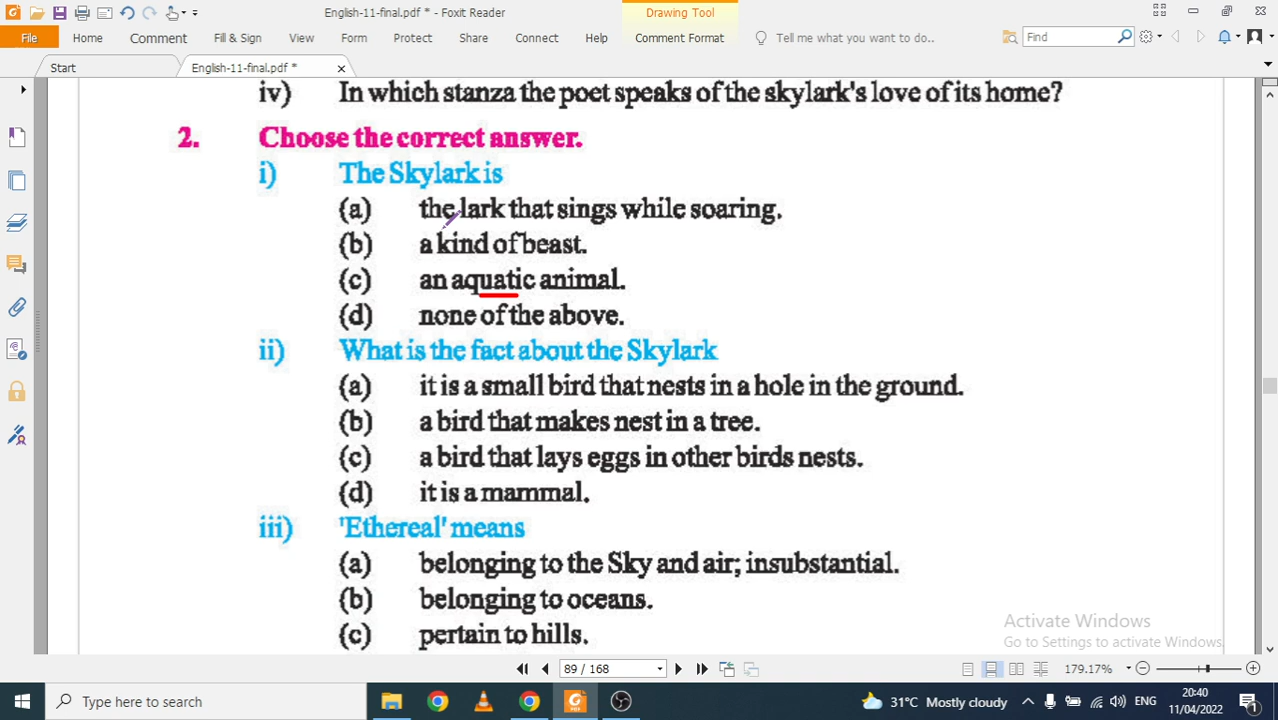 English-11-final.pdf * - Foxit Reader
Drawing Tool
File
Home
Comment
Fill & Sign
View
Form
Protect
Share
Connect
Help
Comment Format
Tell me what you want to do..
Find
Start
English-11-final.pdf *
iv) In which stanza the poet speaks of the skylark's love of its home?
2. Choose the correct answer.
i) The Skylark is
(a) the lark that sings while soaring.
(b) a kind of beast.
(c) an aquatic animal.
(d) none of the above.
ii) What is the fact about the Skylark
(a) it is a small bird that nests in a hole in the ground.
(b) a bird that makes nest in a tree.
(c) a bird that lays eggs in other birds nests.
(d) it is a mammal.
iii) 'Ethereal' means
(a) belonging to the Sky and air; insubstantial.
(b) belonging to oceans.
(c) pertain to hills.
Activate Windows
Go to Settings to activate Windows.
89 / 168
179.17%
Type here to search
31°C Mostly cloudy
ENG
20:40
11/04/2022
1